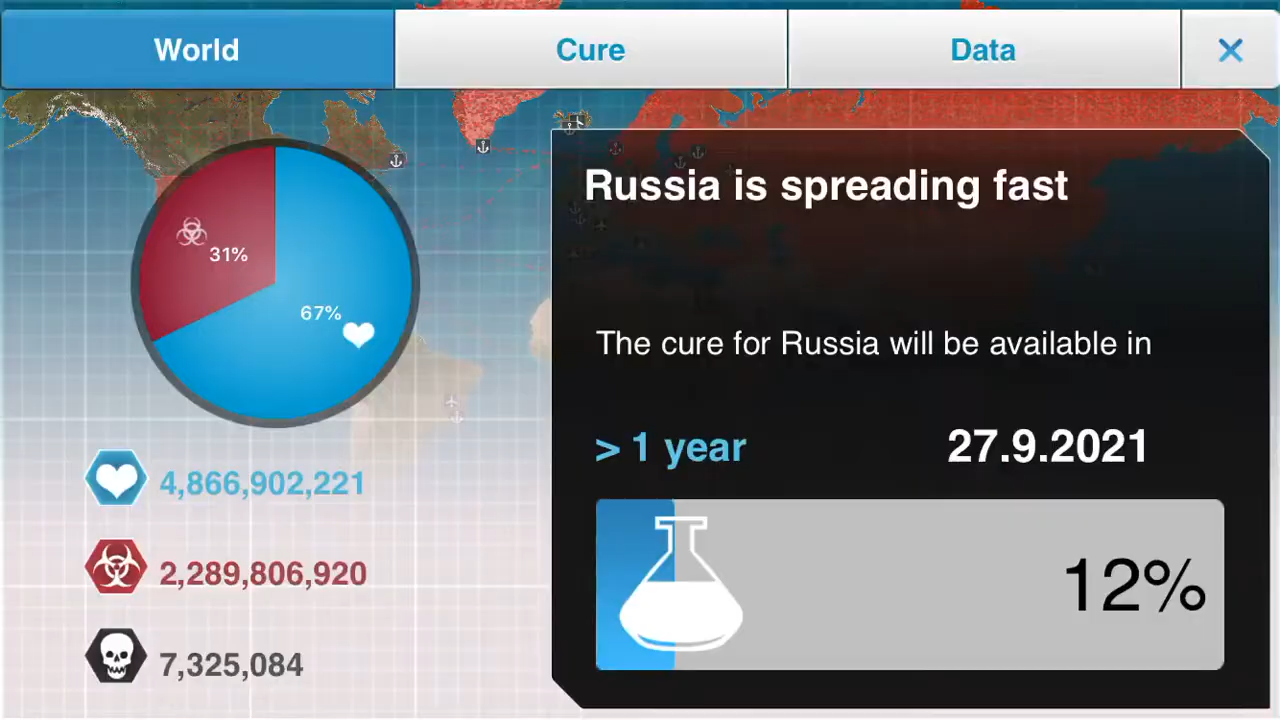 World
Cure
Data
31%
67%
4,866,902,221
2,289,806,920
7,325,084
Russia is spreading fast
The cure for Russia will be available in
> 1 year
27.9.2021
12%